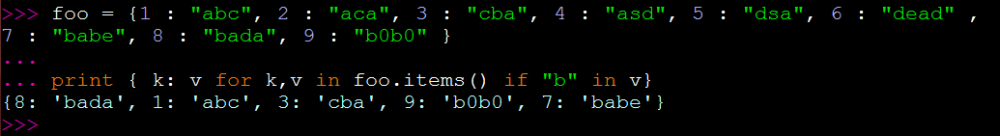 >>> foo = {1 : "abc", 2 : "aca", 3 : "cba", 4 : "asd", 5 : "dsa", 6 : "dead" ,
7 : "babe", 8 : "bada", 9 : "b0b0" }
...
... print { k: v for k,v in foo.items() if "b" in v}
{8: 'bada', 1: 'abc', 3: 'cba', 9: 'b0b0', 7: 'babe'}
>>>